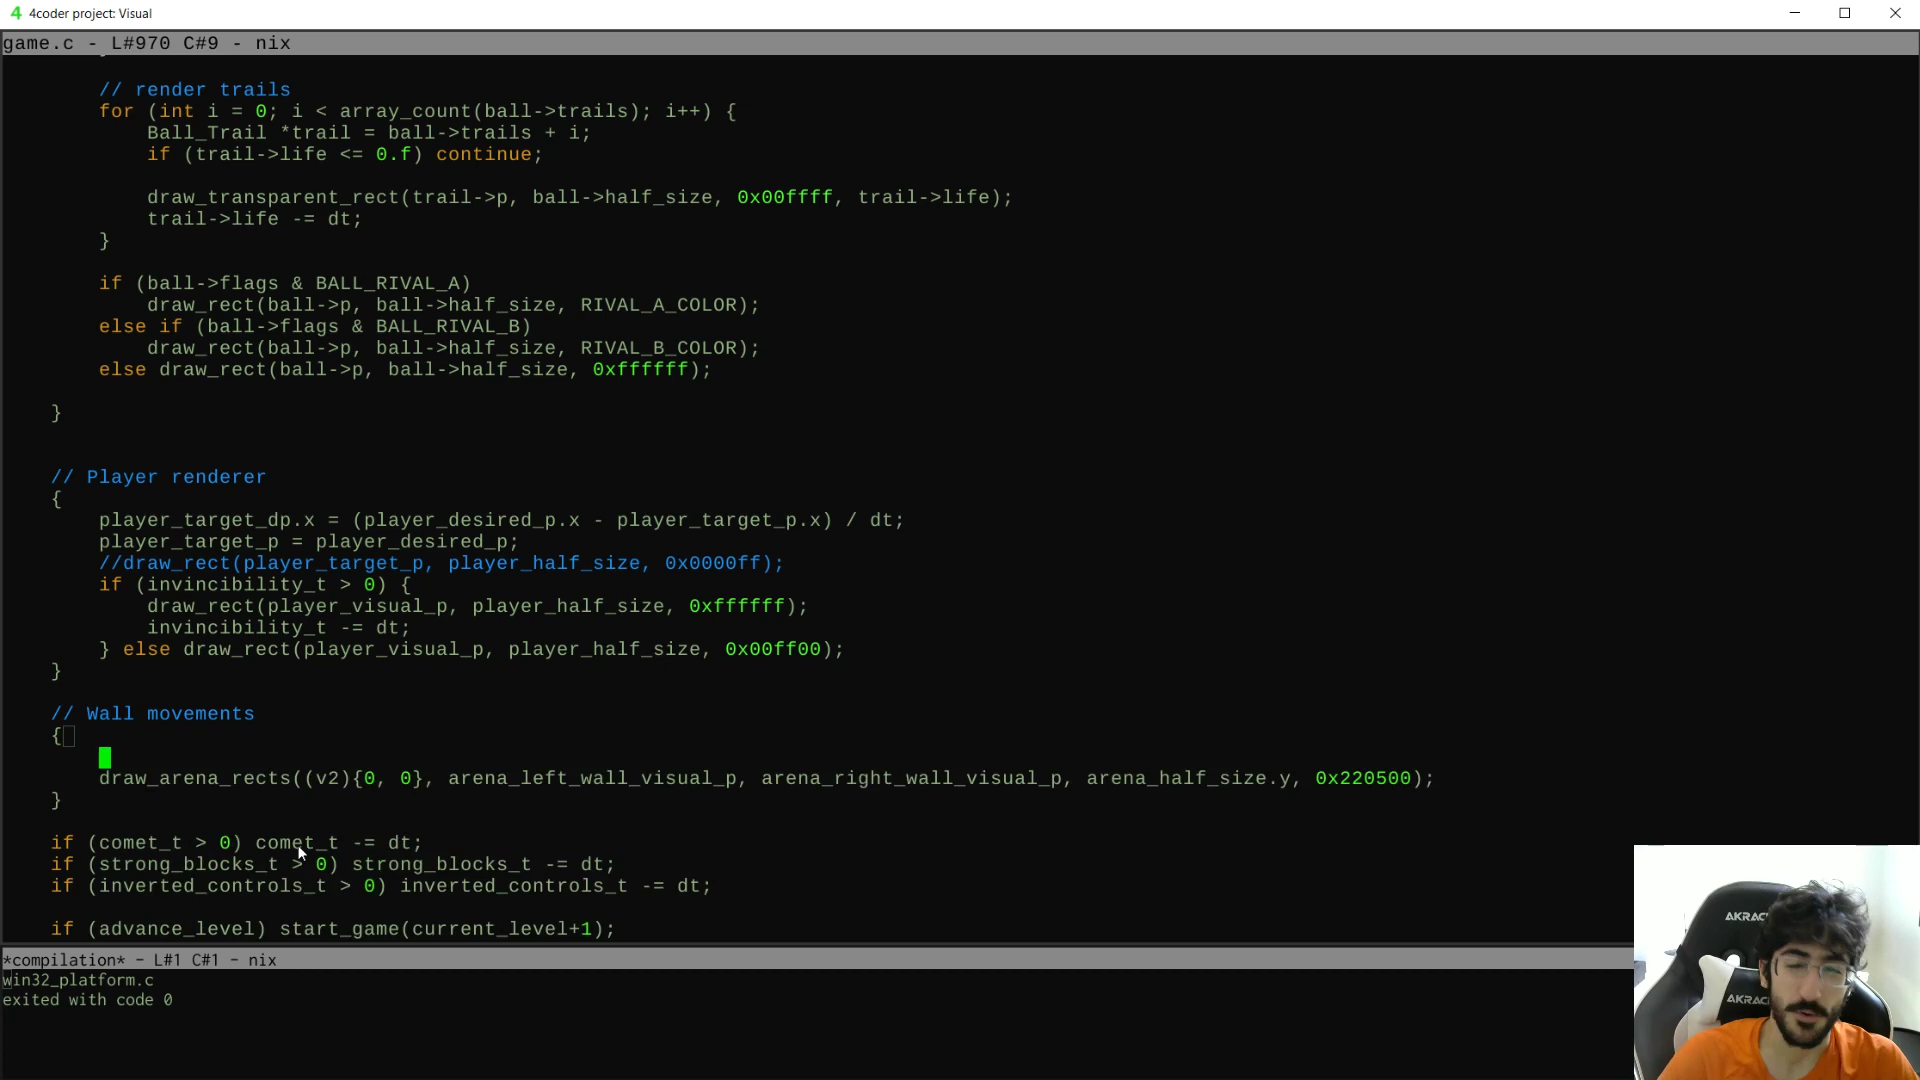 4 4coder project: Visual
game.c - L#970 C#9 - nix
// render trails
for (int i = 0; i < array_count(ball->trails); i++) {
Ball_Trail *trail = ball->trails + i;
if (trail->life <= 0.f) continue;
draw_transparent_rect(trail->p, ball->half_size, 0x00ffff, trail->life);
trail->life -= dt;
}
if (ball->flags & BALL_RIVAL_A)
draw_rect(ball->p, ball->half_size, RIVAL_A_COLOR);
else if (ball->flags & BALL_RIVAL_B)
draw_rect(ball->p, ball->half_size, RIVAL_B_COLOR);
else draw_rect(ball->p, ball->half_size, 0xffffff);
}
// Player renderer
{
player_target_dp.x = (player_desired_p.x - player_target_p.x) / dt;
player_target_p = player_desired_p;
//draw_rect(player_target_p, player_half_size, 0x0000ff);
if (invincibility_t > 0) {
draw_rect(player_visual_p, player_half_size, 0xffffff);
invincibility_t -= dt;
} else draw_rect(player_visual_p, player_half_size, 0x00ff00);
}
// Wall movements
{
draw_arena_rects((v2){0, 0}, arena_left_wall_visual_p, arena_right_wall_visual_p, arena_half_size.y, 0x220500);
}
if (comet_t > 0) comet_t -= dt;
if (strong_blocks_t > 0) strong_blocks_t -= dt;
if (inverted_controls_t > 0) inverted_controls_t -= dt;
if (advance_level) start_game(current_level+1);
*compilation* - L#1 C#1 - nix
win32_platform.c
exited with code 0
AKRAC
AKRAC